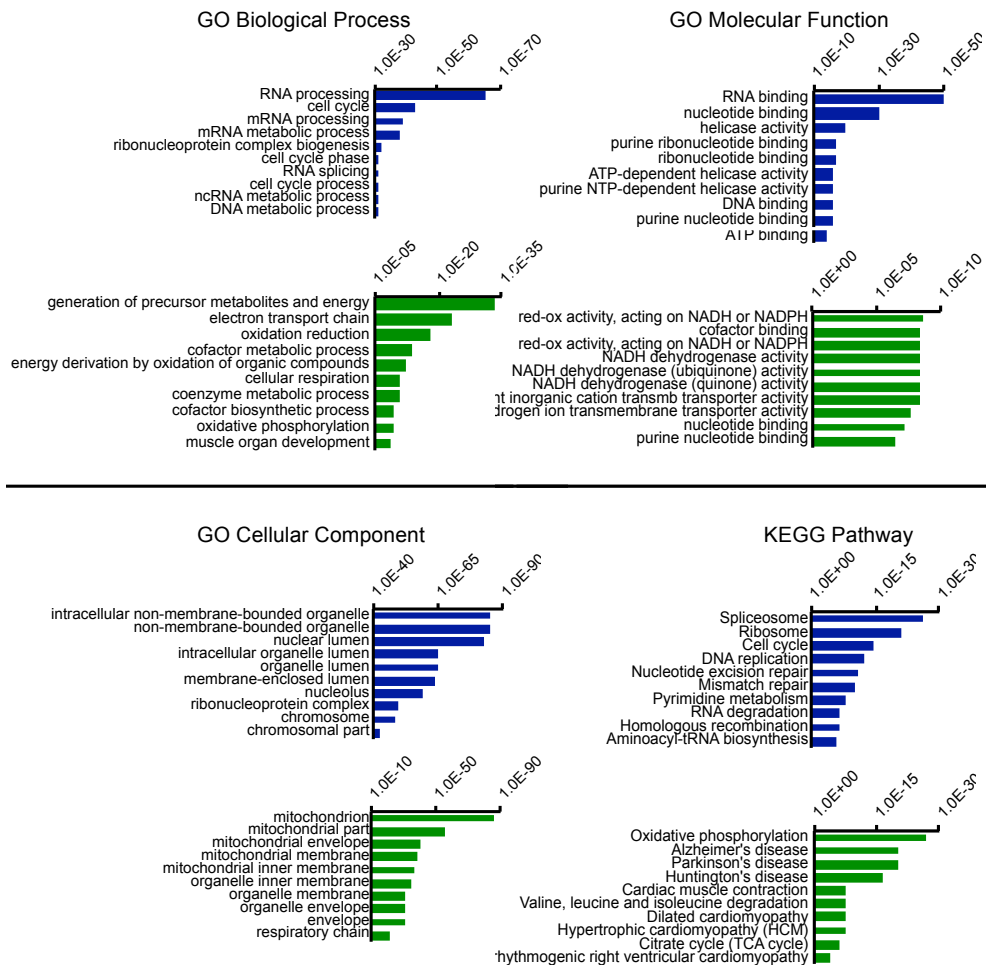 GO Biological Process
1.0E-30
1.0E-50
1.0E-70
RNA processing
cell cycle
mRNA processing
mRNA metabolic process
ribonucleoprotein complex biogenesis
cell cycle phase
RNA splicing
cell cycle process
ncRNA metabolic process
DNA metabolic process
1.0E-05
1.0E-20
1.0E-35
generation of precursor metabolites and energy
electron transport chain
oxidation reduction
cofactor metabolic process
energy derivation by oxidation of organic compounds
cellular respiration
coenzyme metabolic process
cofactor biosynthetic process
oxidative phosphorylation
muscle organ development
GO Molecular Function
1.0E-10
1.0E-30
1.0E-50
RNA binding
nucleotide binding
helicase activity
purine ribonucleotide binding
ribonucleotide binding
ATP-dependent helicase activity
purine NTP-dependent helicase activity
DNA binding
purine nucleotide binding
ATP binding
1.0E+00
1.0E-05
1.0E-10
red-ox activity, acting on NADH or NADPH
cofactor binding
red-ox activity, acting on NADH or NADPH
NADH dehydrogenase activity
NADH dehydrogenase (ubiquinone) activity
NADH dehydrogenase (quinone) activity
nt inorganic cation transmb transporter activity
drogen ion transmembrane transporter activity
nucleotide binding
purine nucleotide binding
GO Cellular Component
1.0E-40
1.0E-65
1.0E-90
intracellular non-membrane-bounded organelle
non-membrane-bounded organelle
nuclear lumen
intracellular organelle lumen
organelle lumen
membrane-enclosed lumen
nucleolus
ribonucleoprotein complex
chromosome
chromosomal part
1.0E-10
1.0E-50
1.0E-90
mitochondrion
mitochondrial part
mitochondrial envelope
mitochondrial membrane
mitochondrial inner membrane
organelle inner membrane
organelle membrane
organelle envelope
envelope
respiratory chain
KEGG Pathway
1.0E+00
1.0E-15
1.0E-30
Spliceosome
Ribosome
Cell cycle
DNA replication
Nucleotide excision repair
Mismatch repair
Pyrimidine metabolism
RNA degradation
Homologous recombination
Aminoacyl-tRNA biosynthesis
1.0E+00
1.0E-15
1.0E-30
Oxidative phosphorylation
Alzheimer's disease
Parkinson's disease
Huntington's disease
Cardiac muscle contraction
Valine, leucine and isoleucine degradation
Dilated cardiomyopathy
Hypertrophic cardiomyopathy (HCM)
Citrate cycle (TCA cycle)
rhythmogenic right ventricular cardiomyopathy